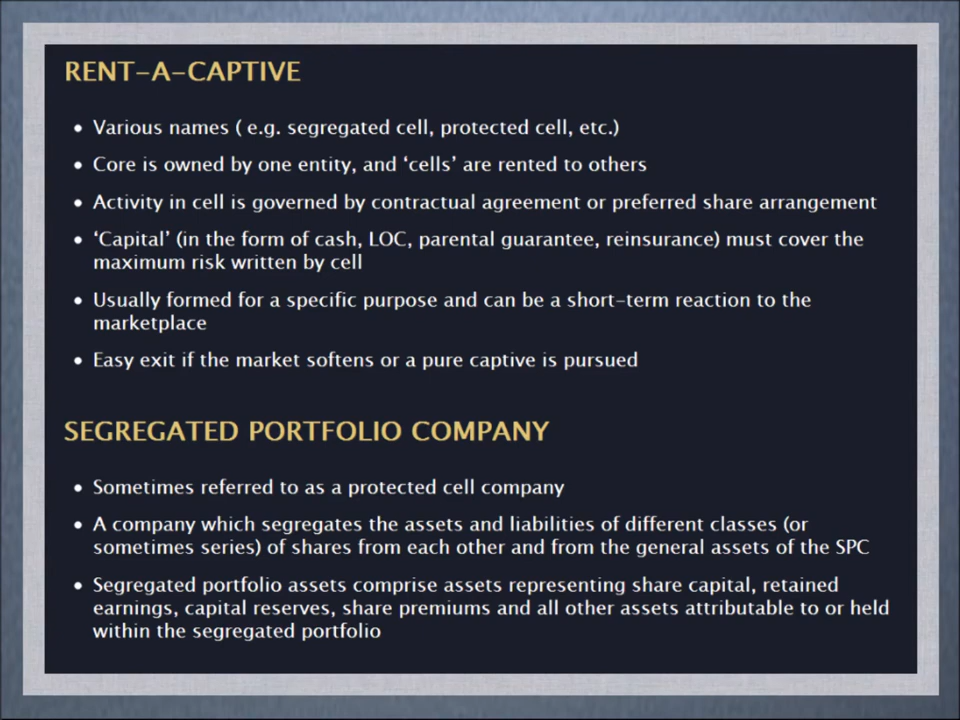 RENT-A-CAPTIVE
• Various names ( e.g. segregated cell, protected cell, etc.)
• Core is owned by one entity, and ‘cells’ are rented to others
• Activity in cell is governed by contractual agreement or preferred share arrangement
• ‘Capital’ (in the form of cash, LOC, parental guarantee, reinsurance) must cover the
maximum risk written by cell
• Usually formed for a specific purpose and can be a short-term reaction to the
marketplace
• Easy exit if the market softens or a pure captive is pursued
SEGREGATED PORTFOLIO COMPANY
• Sometimes referred to as a protected cell company
• A company which segregates the assets and liabilities of different classes (or
sometimes series) of shares from each other and from the general assets of the SPC
• Segregated portfolio assets comprise assets representing share capital, retained
earnings, capital reserves, share premiums and all other assets attributable to or held
within the segregated portfolio